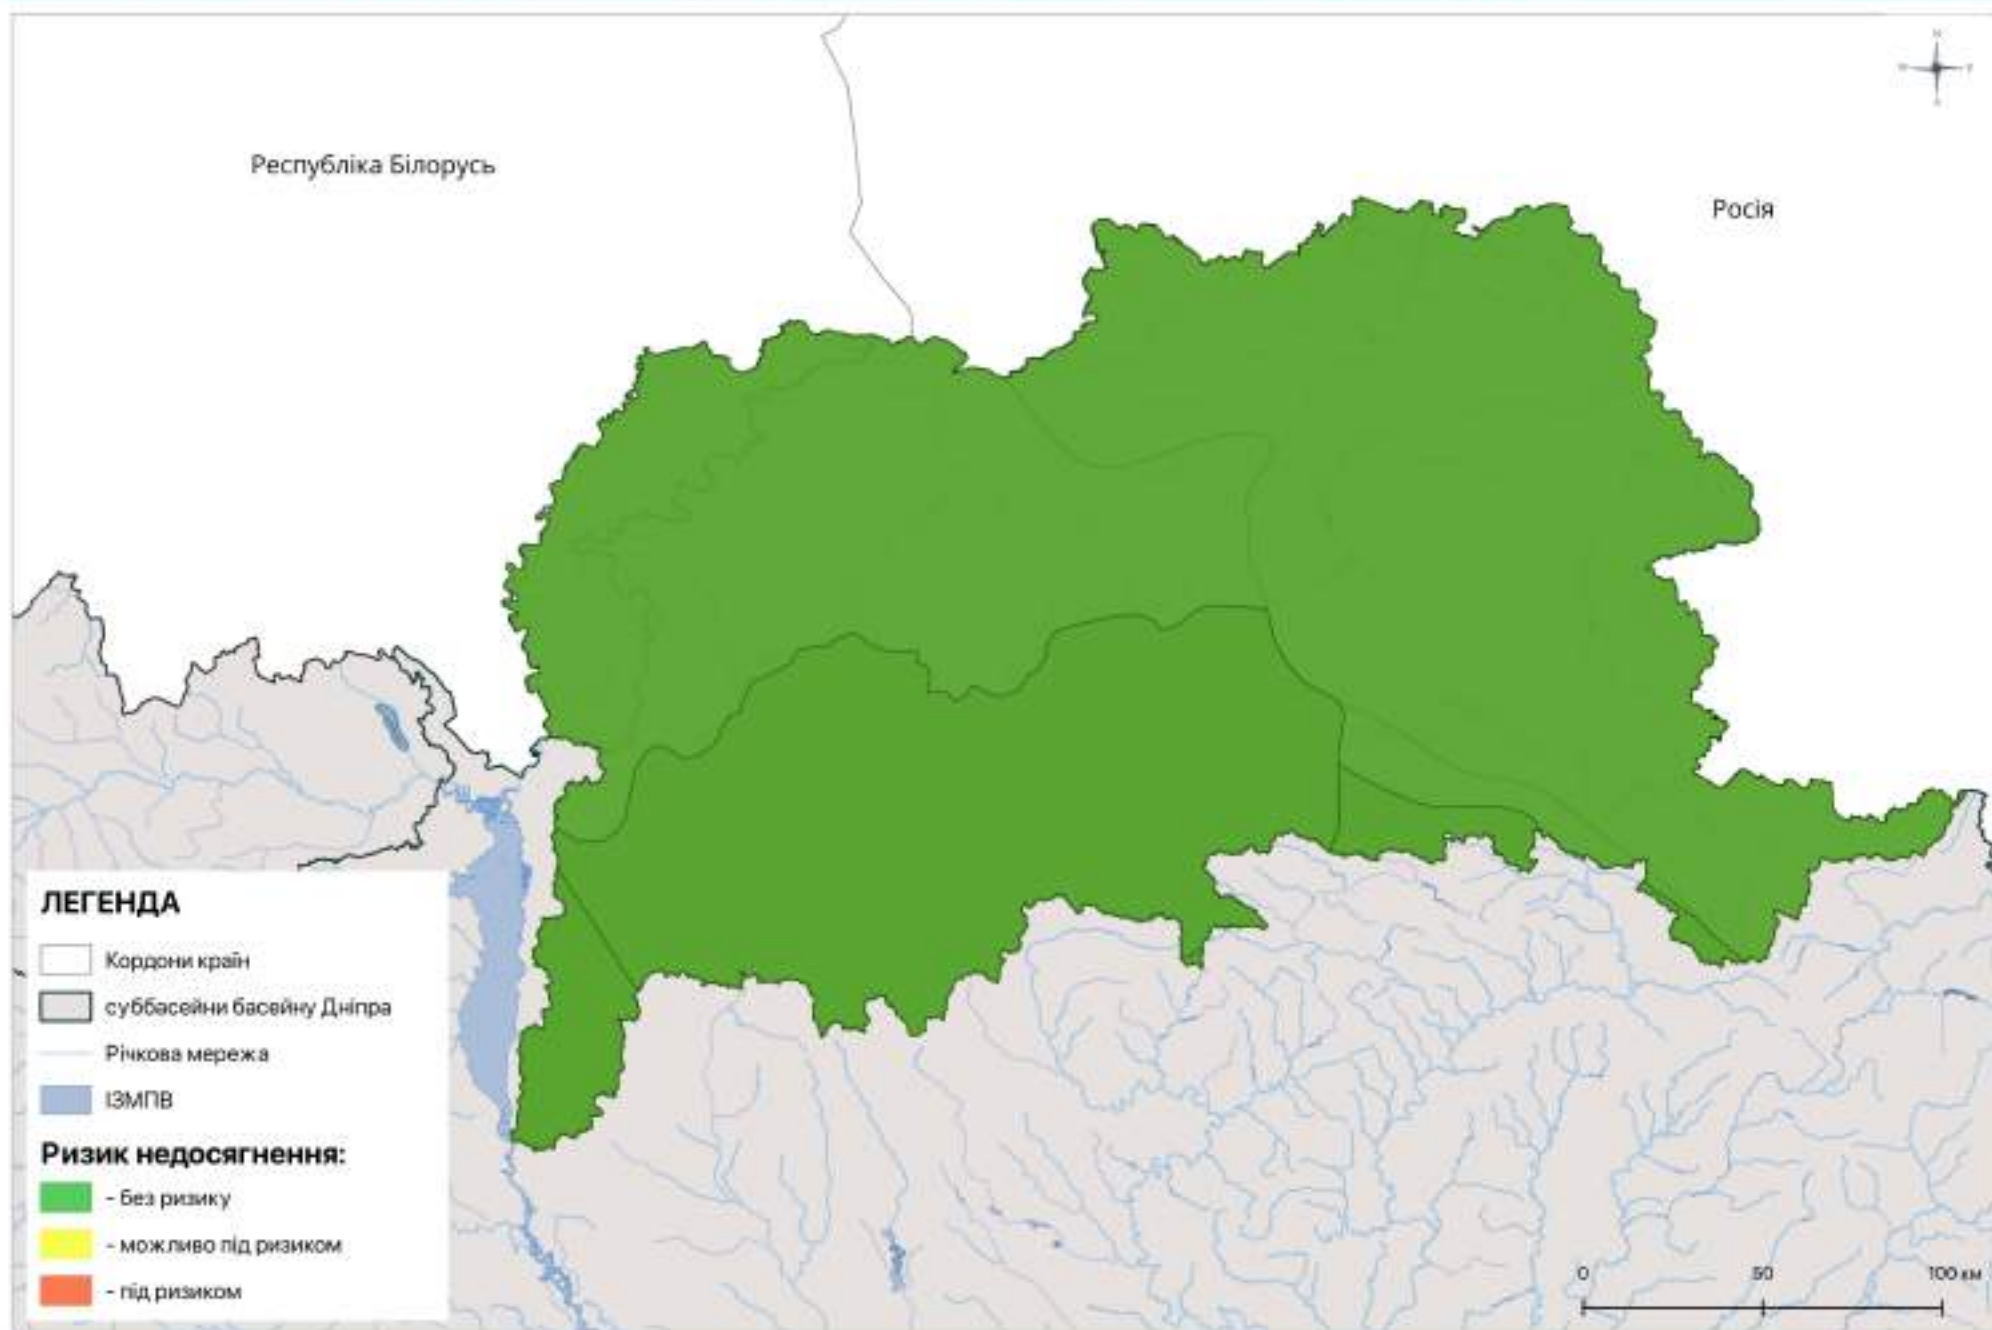 N
Республіка Білорусь
Росія
ЛЕГЕНДА
Кордони країн
суббасейни басейну Дніпра
Річкова мережа
ІЗМПВ
Ризик недосягнення:
- без ризику
- можливо під ризиком
- під ризиком
0 50 100 км